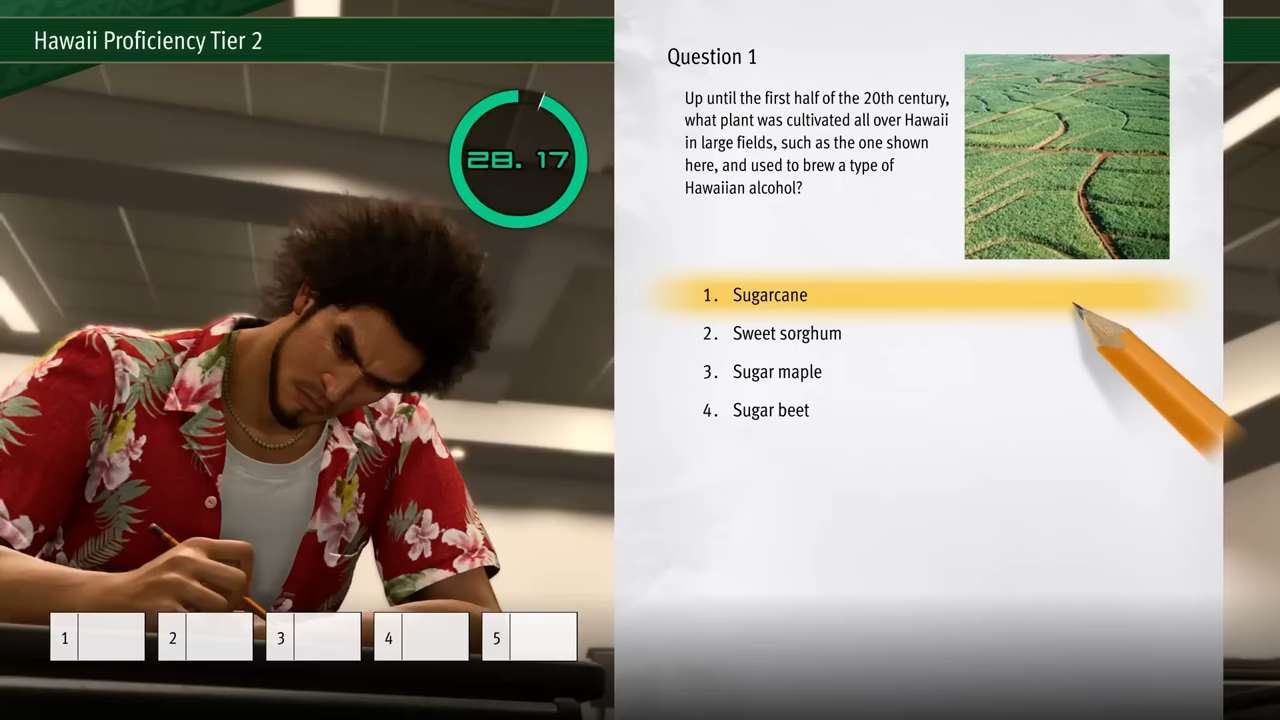 Hawaii Proficiency Tier 2
28. 17
Question 1
Up until the first half of the 20th century,
what plant was cultivated all over Hawaii
in large fields, such as the one shown
here, and used to brew a type of
Hawaiian alcohol?
1. Sugarcane
2. Sweet sorghum
3. Sugar maple
4. Sugar beet
1 2 3 4 5